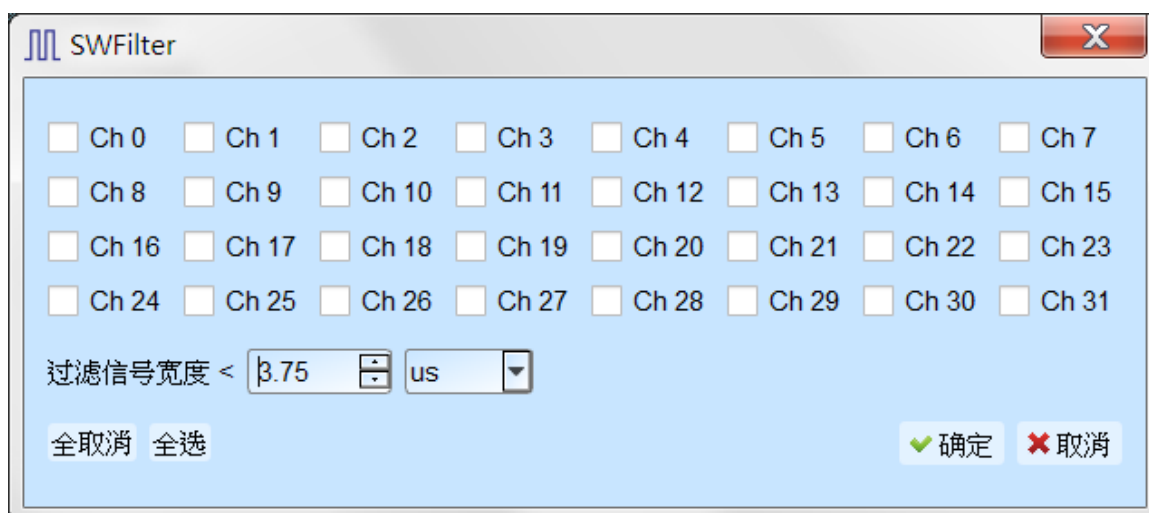 SWFilter
Ch 0 Ch 1 Ch 2 Ch 3 Ch 4 Ch 5 Ch 6 Ch 7
Ch 8 Ch 9 Ch 10 Ch 11 Ch 12 Ch 13 Ch 14 Ch 15
Ch 16 Ch 17 Ch 18 Ch 19 Ch 20 Ch 21 Ch 22 Ch 23
Ch 24 Ch 25 Ch 26 Ch 27 Ch 28 Ch 29 Ch 30 Ch 31
过滤信号宽度 < 3.75 us
全取消 全选 确定 取消